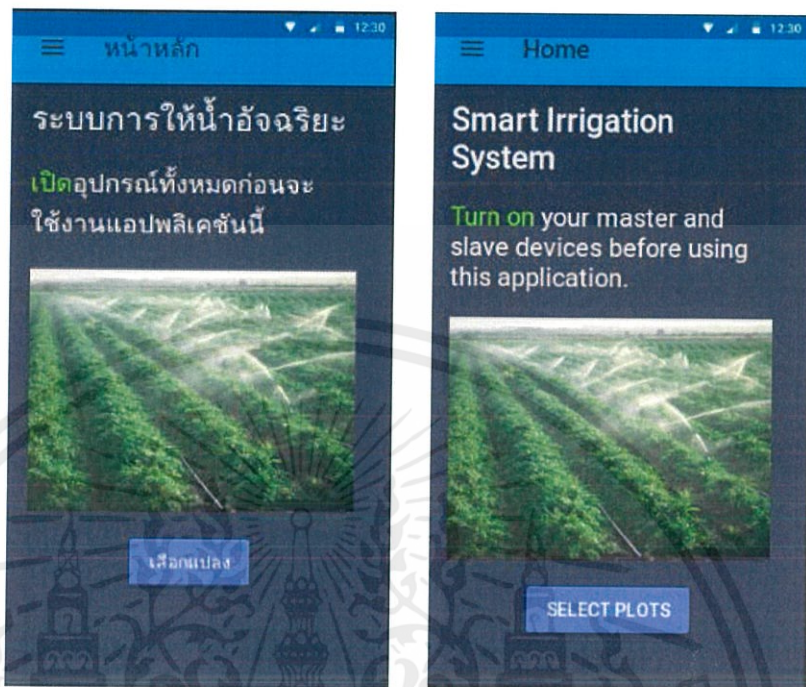 12:30
หน้าหลัก
ระบบการให้น้ำอัจฉริยะ
เปิดอุปกรณ์ทั้งหมดก่อนจะ
ใช้งานแอปพลิเคชันนี้
เลือกแปลง
12:30
Home
Smart Irrigation
System
Turn on your master and
slave devices before using
this application.
SELECT PLOTS